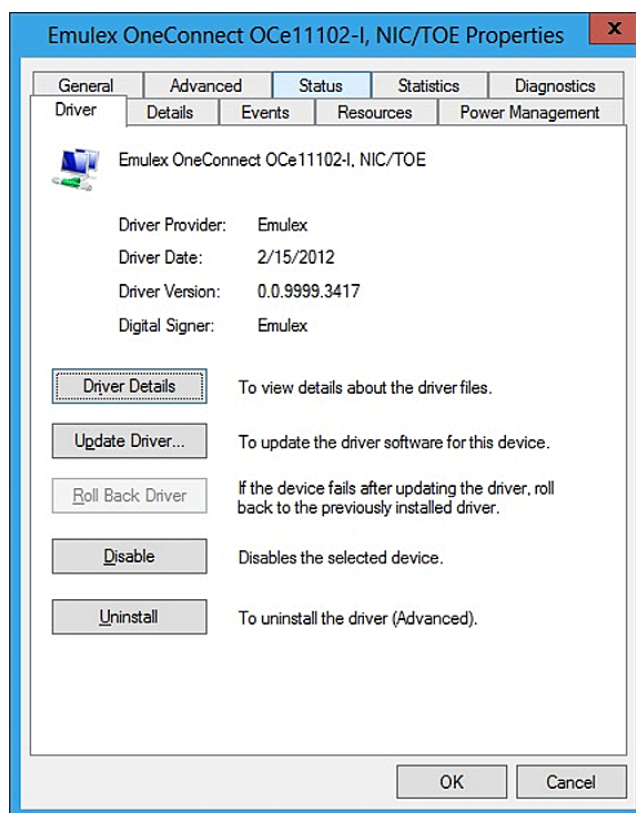 Emulex OneConnect OCe11102-I, NIC/TOE Properties
x
General Advanced Status Statistics Diagnostics
Driver Details Events Resources Power Management
Emulex OneConnect OCe11102-I, NIC/TOE
Driver Provider: Emulex
Driver Date: 2/15/2012
Driver Version: 0.0.9999.3417
Digital Signer: Emulex
Driver Details To view details about the driver files.
Update Driver... To update the driver software for this device.
Roll Back Driver If the device fails after updating the driver, roll
back to the previously installed driver.
Disable Disables the selected device.
Uninstall To uninstall the driver (Advanced).
OK Cancel